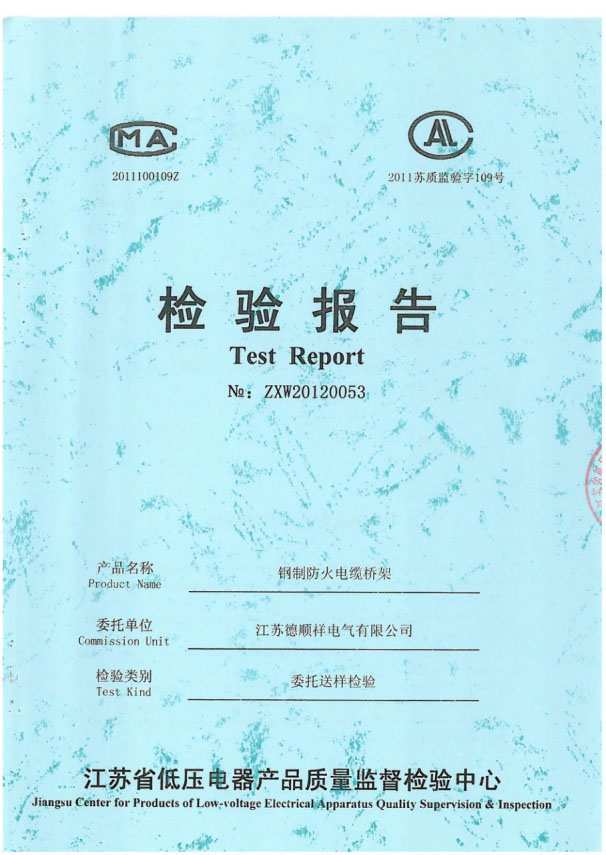 CMA
2011100109Z
CAL
2011苏质监验字109号
检验报告
Test Report
№：ZXW20120053
产品名称
Product Name
钢制防火电缆桥架
委托单位
Commission Unit
江苏德顺祥电气有限公司
检验类别
Test Kind
委托送样检验
江苏省低压电器产品质量监督检验中心
Jiangsu Center for Products of Low-voltage Electrical Apparatus Quality Supervision & Inspection